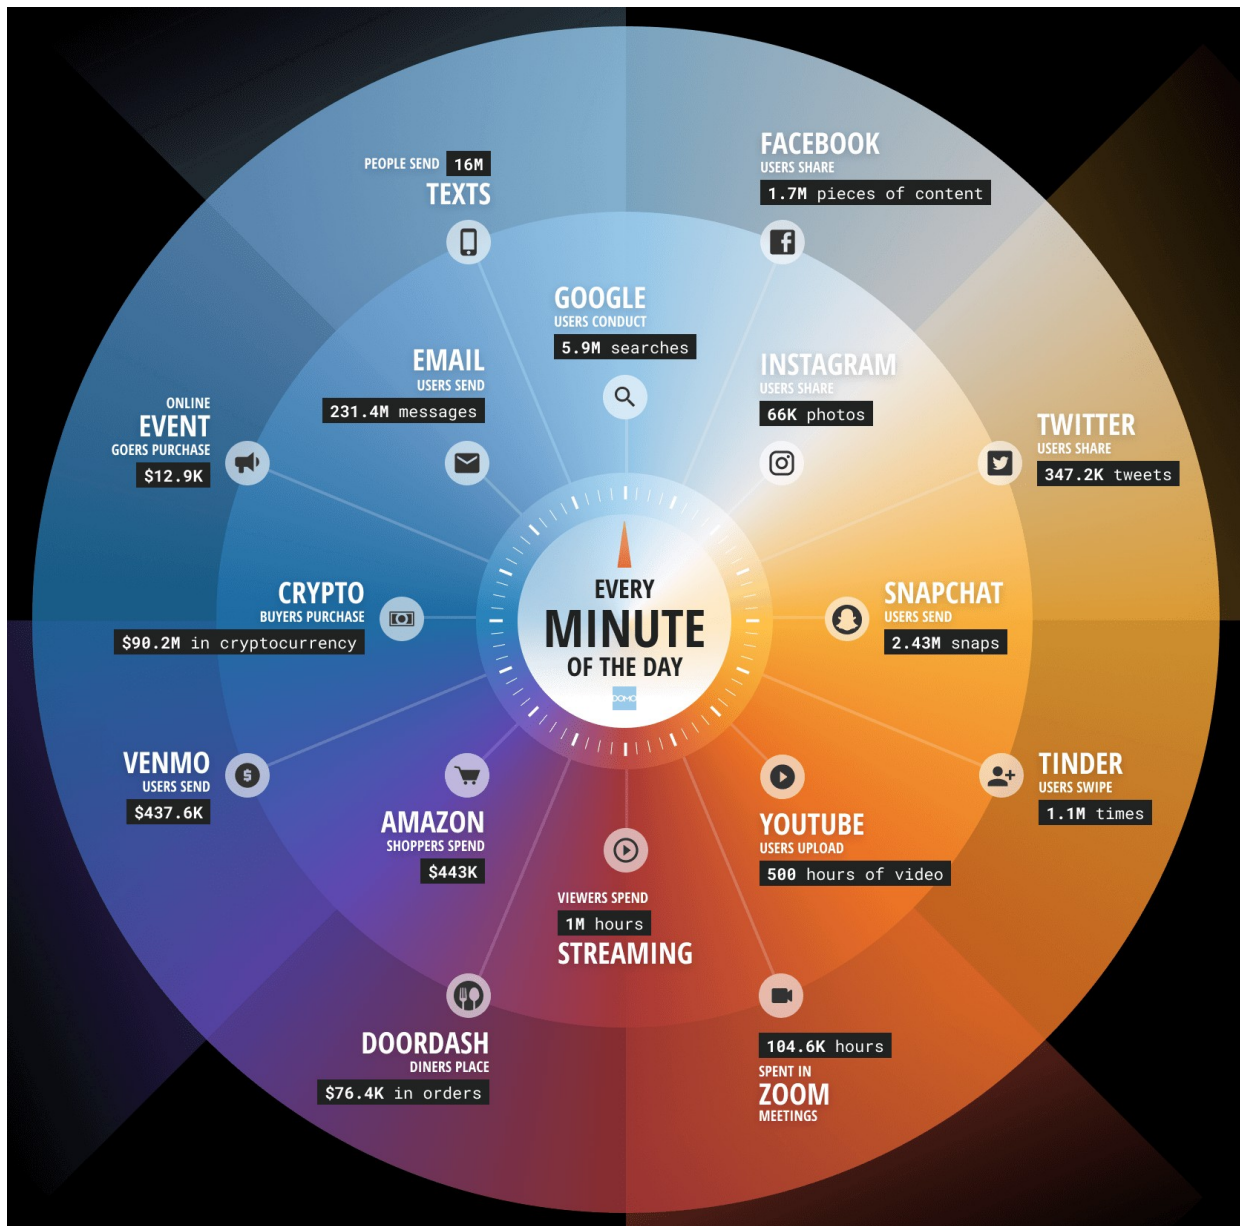 PEOPLE SEND 16M
TEXTS
FACEBOOK
USERS SHARE
1.7M pieces of content
GOOGLE
USERS CONDUCT
5.9M searches
EMAIL
USERS SEND
231.4M messages
INSTAGRAM
USERS SHARE
66K photos
ONLINE
EVENT
GOERS PURCHASE
$12.9K
TWITTER
USERS SHARE
347.2K tweets
CRYPTO
BUYERS PURCHASE
$90.2M in cryptocurrency
EVERY
MINUTE
OF THE DAY
DOMO
SNAPCHAT
USERS SEND
2.43M snaps
VENMO
USERS SEND
$437.6K
AMAZON
SHOPPERS SPEND
$443K
VIEWERS SPEND
1M hours
STREAMING
YOUTUBE
USERS UPLOAD
500 hours of video
TINDER
USERS SWIPE
1.1M times
DOORDASH
DINERS PLACE
$76.4K in orders
104.6K hours
SPENT IN
ZOOM
MEETINGS